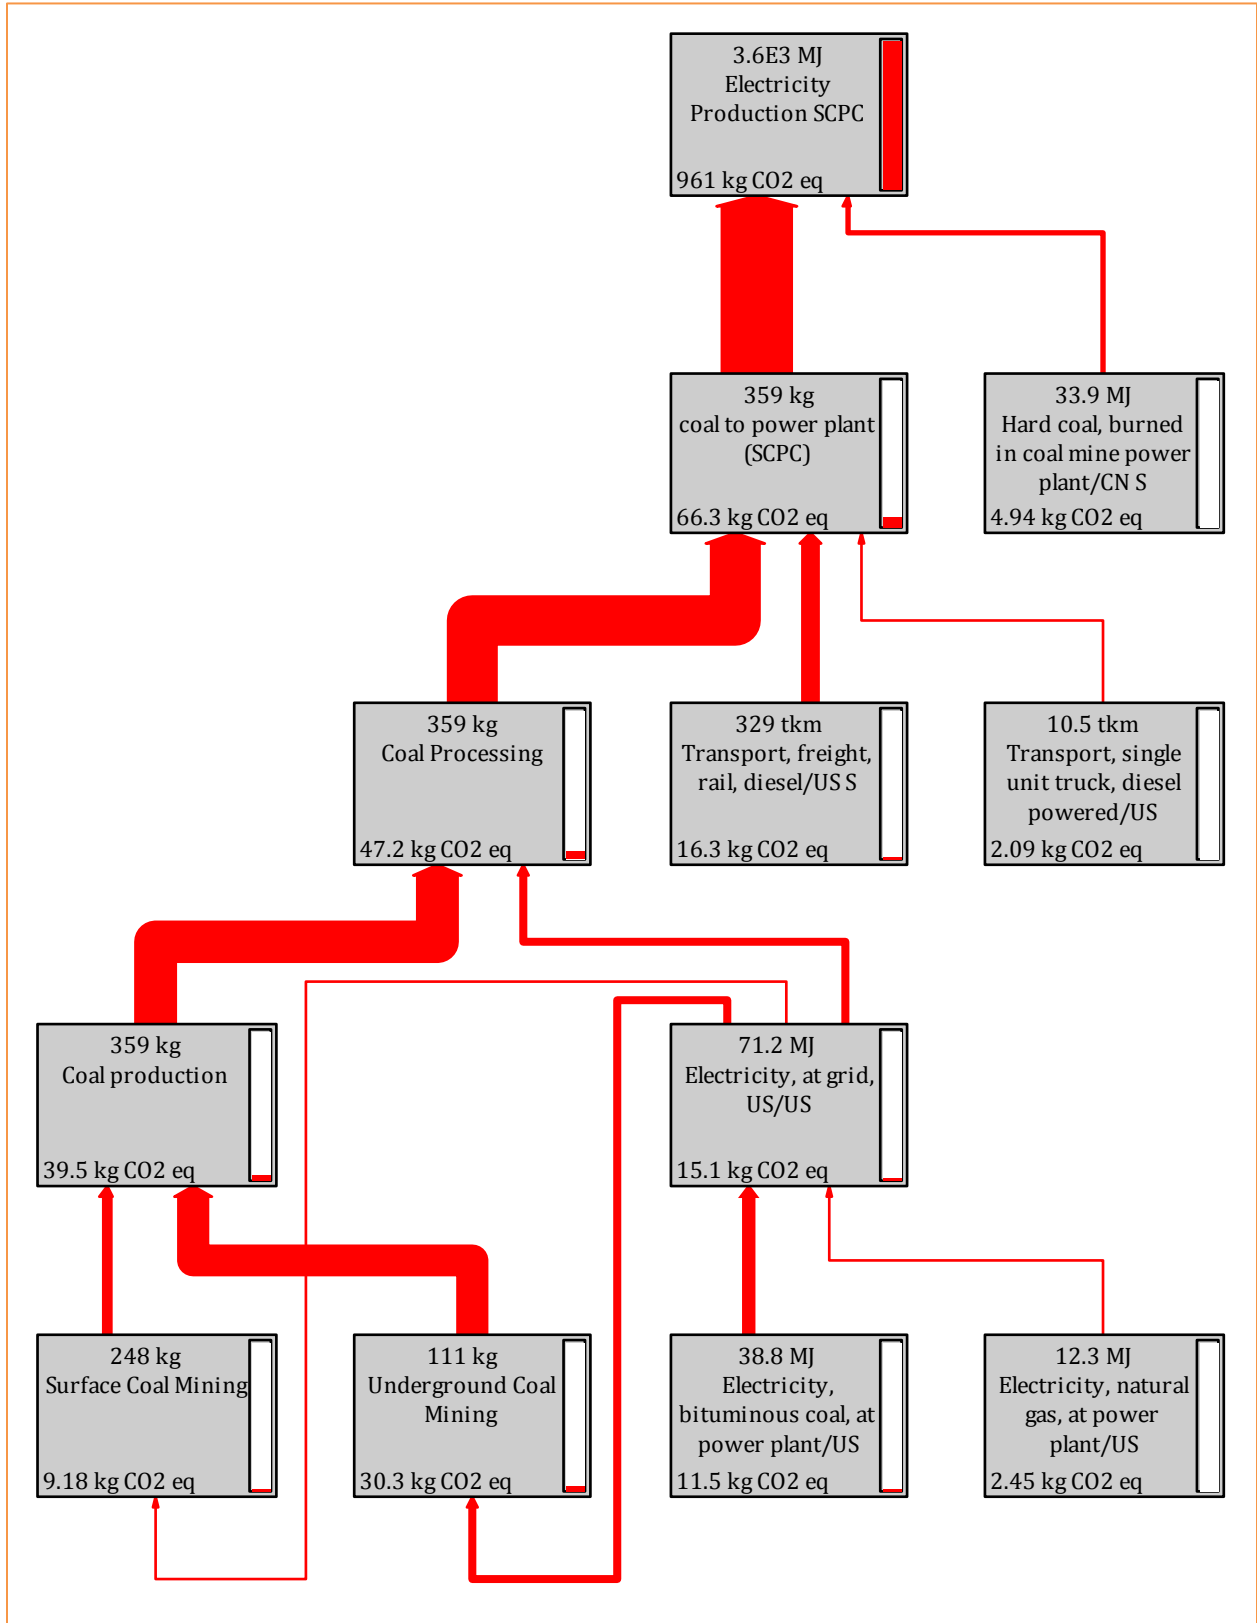 3.6E3 MJ
Electricity
Production SCPC
961 kg CO2 eq
359 kg
coal to power plant
(SCPC)
66.3 kg CO2 eq
33.9 MJ
Hard coal, burned
in coal mine power
plant/CN S
4.94 kg CO2 eq
359 kg
Coal Processing
47.2 kg CO2 eq
329 tkm
Transport, freight,
rail, diesel/US S
16.3 kg CO2 eq
10.5 tkm
Transport, single
unit truck, diesel
powered/US
2.09 kg CO2 eq
359 kg
Coal production
39.5 kg CO2 eq
71.2 MJ
Electricity, at grid,
US/US
15.1 kg CO2 eq
248 kg
Surface Coal Mining
9.18 kg CO2 eq
111 kg
Underground Coal
Mining
30.3 kg CO2 eq
38.8 MJ
Electricity,
bituminous coal, at
power plant/US
11.5 kg CO2 eq
12.3 MJ
Electricity, natural
gas, at power
plant/US
2.45 kg CO2 eq